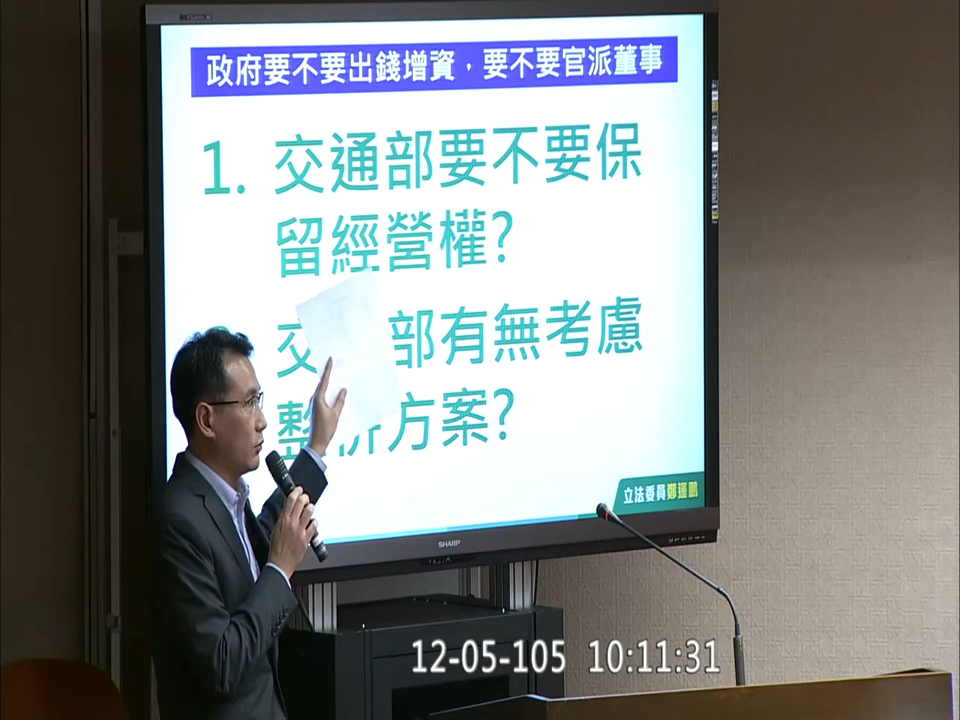 政府要不要出錢增資，要不要官派董事
1. 交通部要不要保
留經營權?
交 部有無考慮
整併方案?
立法委員鄭運鵬
SHARP
12-05-105 10:11:31